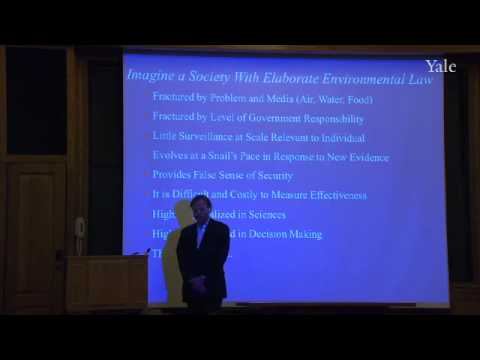 Yale
Imagine a Society With Elaborate Environmental Law
Fractured by Problem and Media (Air, Water, Food)
Fractured by Level of Government Responsibility
Little Surveillance at Scale Relevant to Individual
Evolves at a Snail's Pace in Response to New Evidence
Provides False Sense of Security
It is Difficult and Costly to Measure Effectiveness
in Sciences
in Decision Making